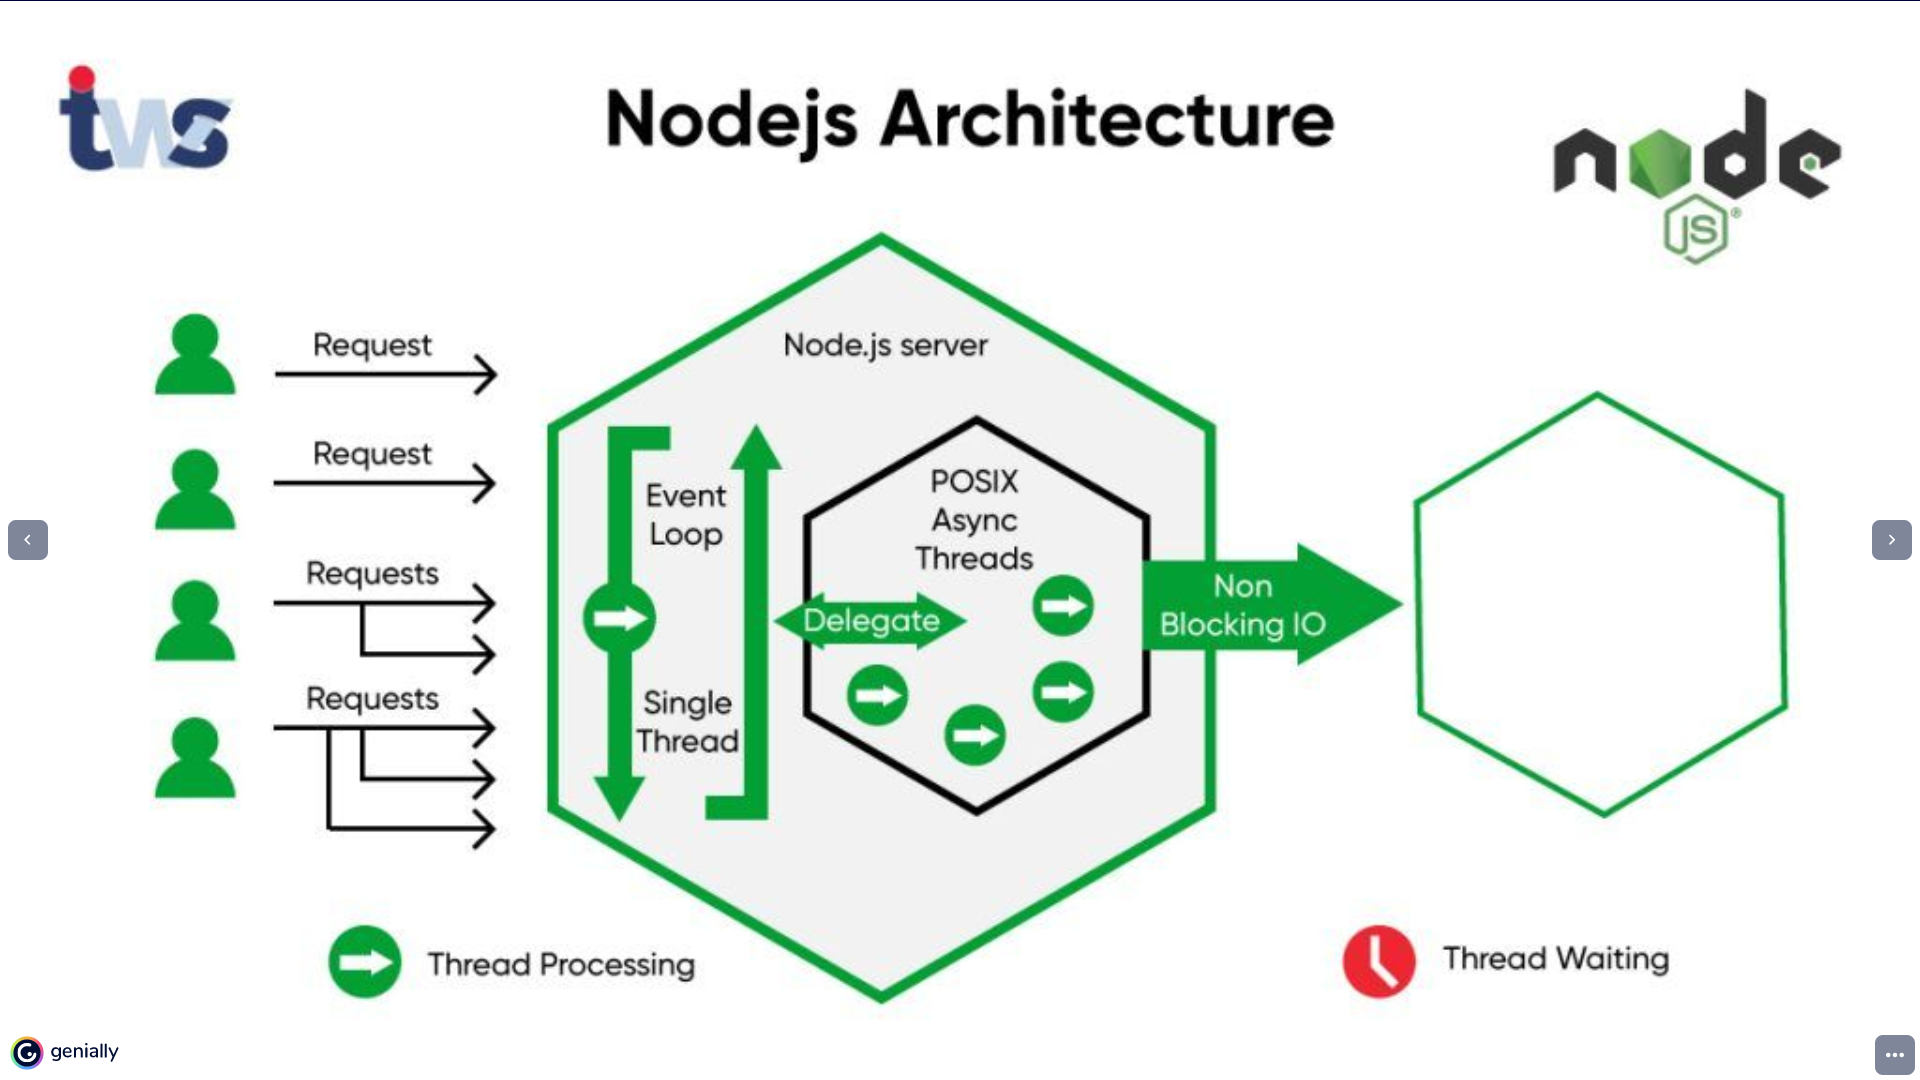 tws
Nodejs Architecture
node
JS®
Request
Request
Requests
Requests
Node.js server
Event
Loop
Single
Thread
POSIX
Async
Threads
Delegate
Non
Blocking IO
Thread Processing
Thread Waiting
genially